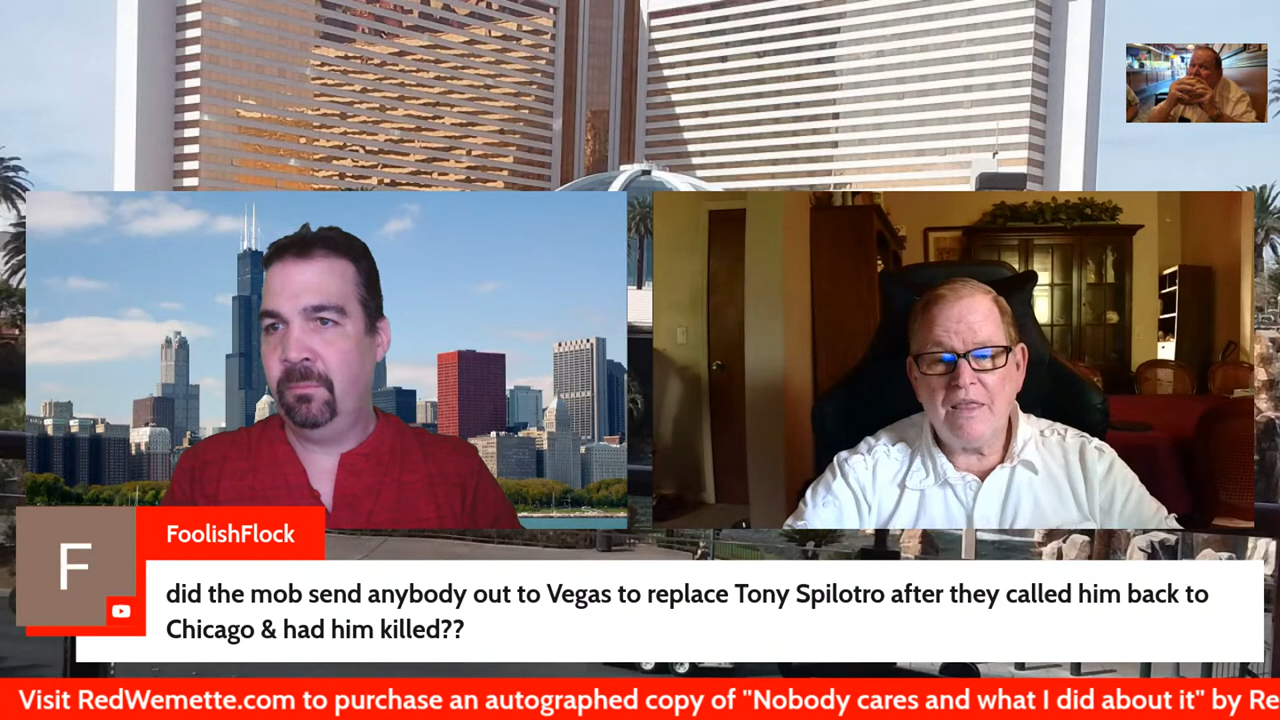 FoolishFlock
F
did the mob send anybody out to Vegas to replace Tony Spilotro after they called him back to
Chicago & had him killed??
Visit RedWemette.com to purchase an autographed copy of "Nobody cares and what I did about it" by Re